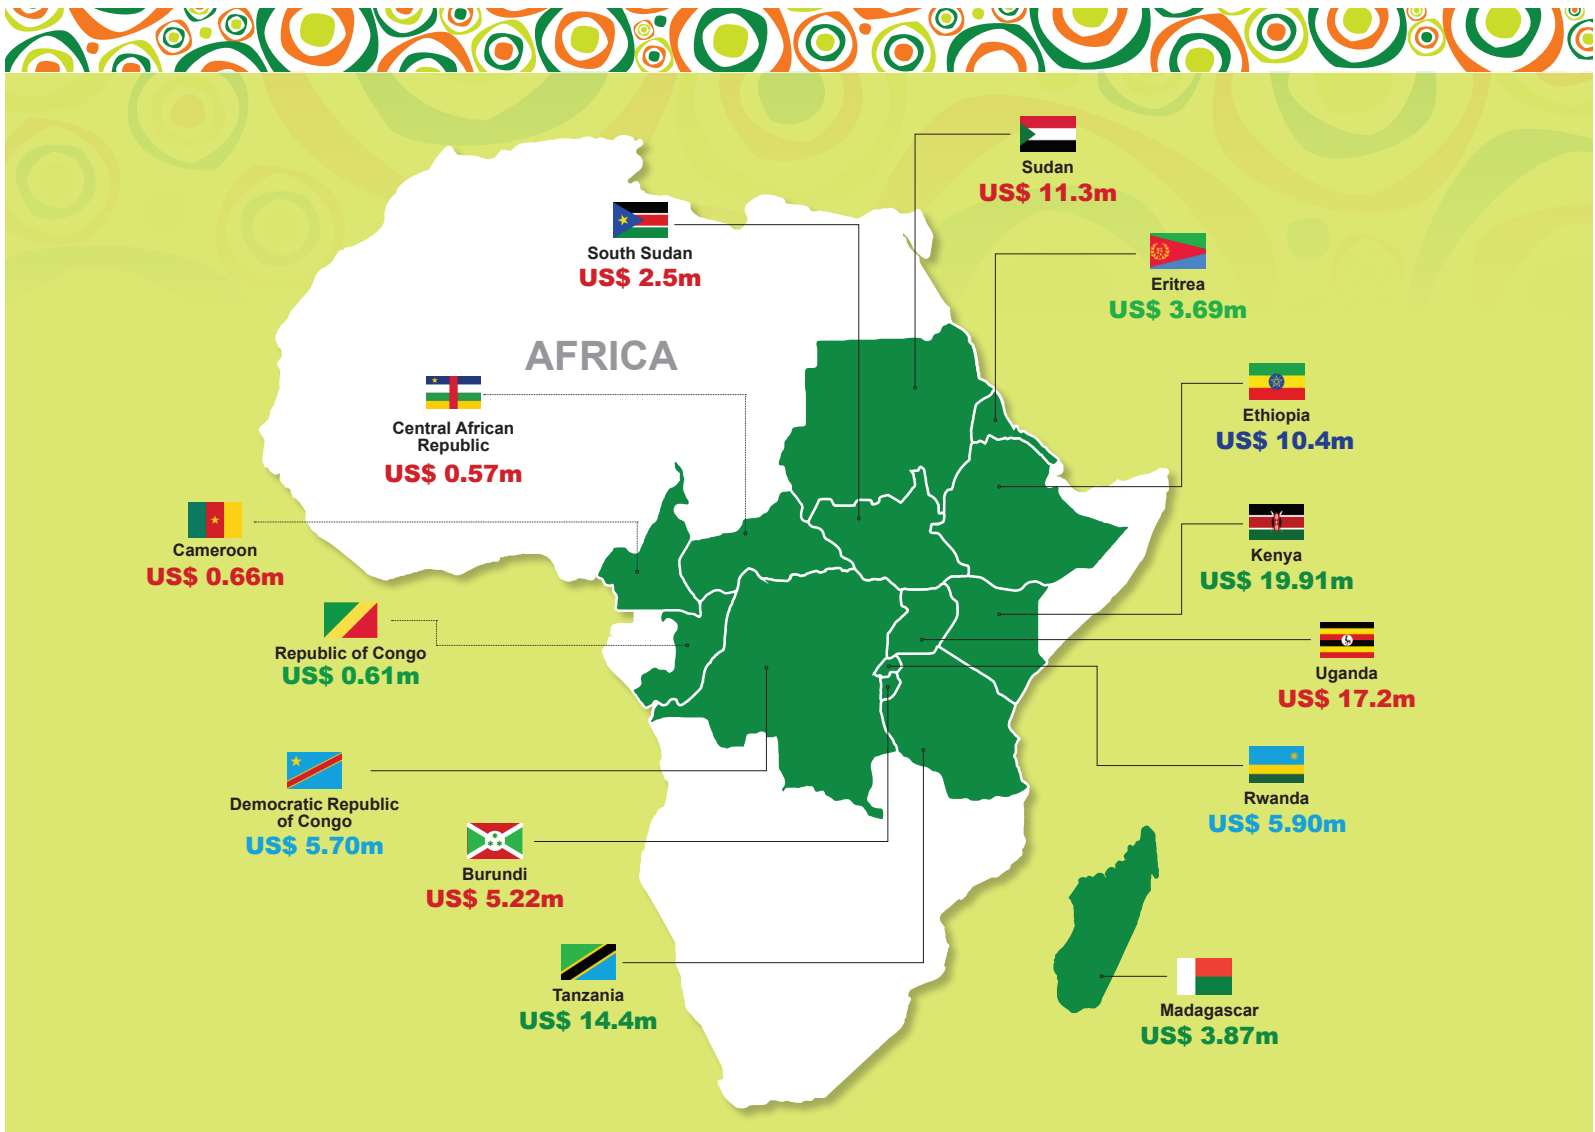 Sudan
US$ 11.3m
South Sudan
US$ 2.5m
Eritrea
US$ 3.69m
AFRICA
Central African
Republic
US$ 0.57m
Ethiopia
US$ 10.4m
Cameroon
US$ 0.66m
Kenya
US$ 19.91m
Republic of Congo
US$ 0.61m
Uganda
US$ 17.2m
Democratic Republic
of Congo
US$ 5.70m
Rwanda
US$ 5.90m
Burundi
US$ 5.22m
Tanzania
US$ 14.4m
Madagascar
US$ 3.87m